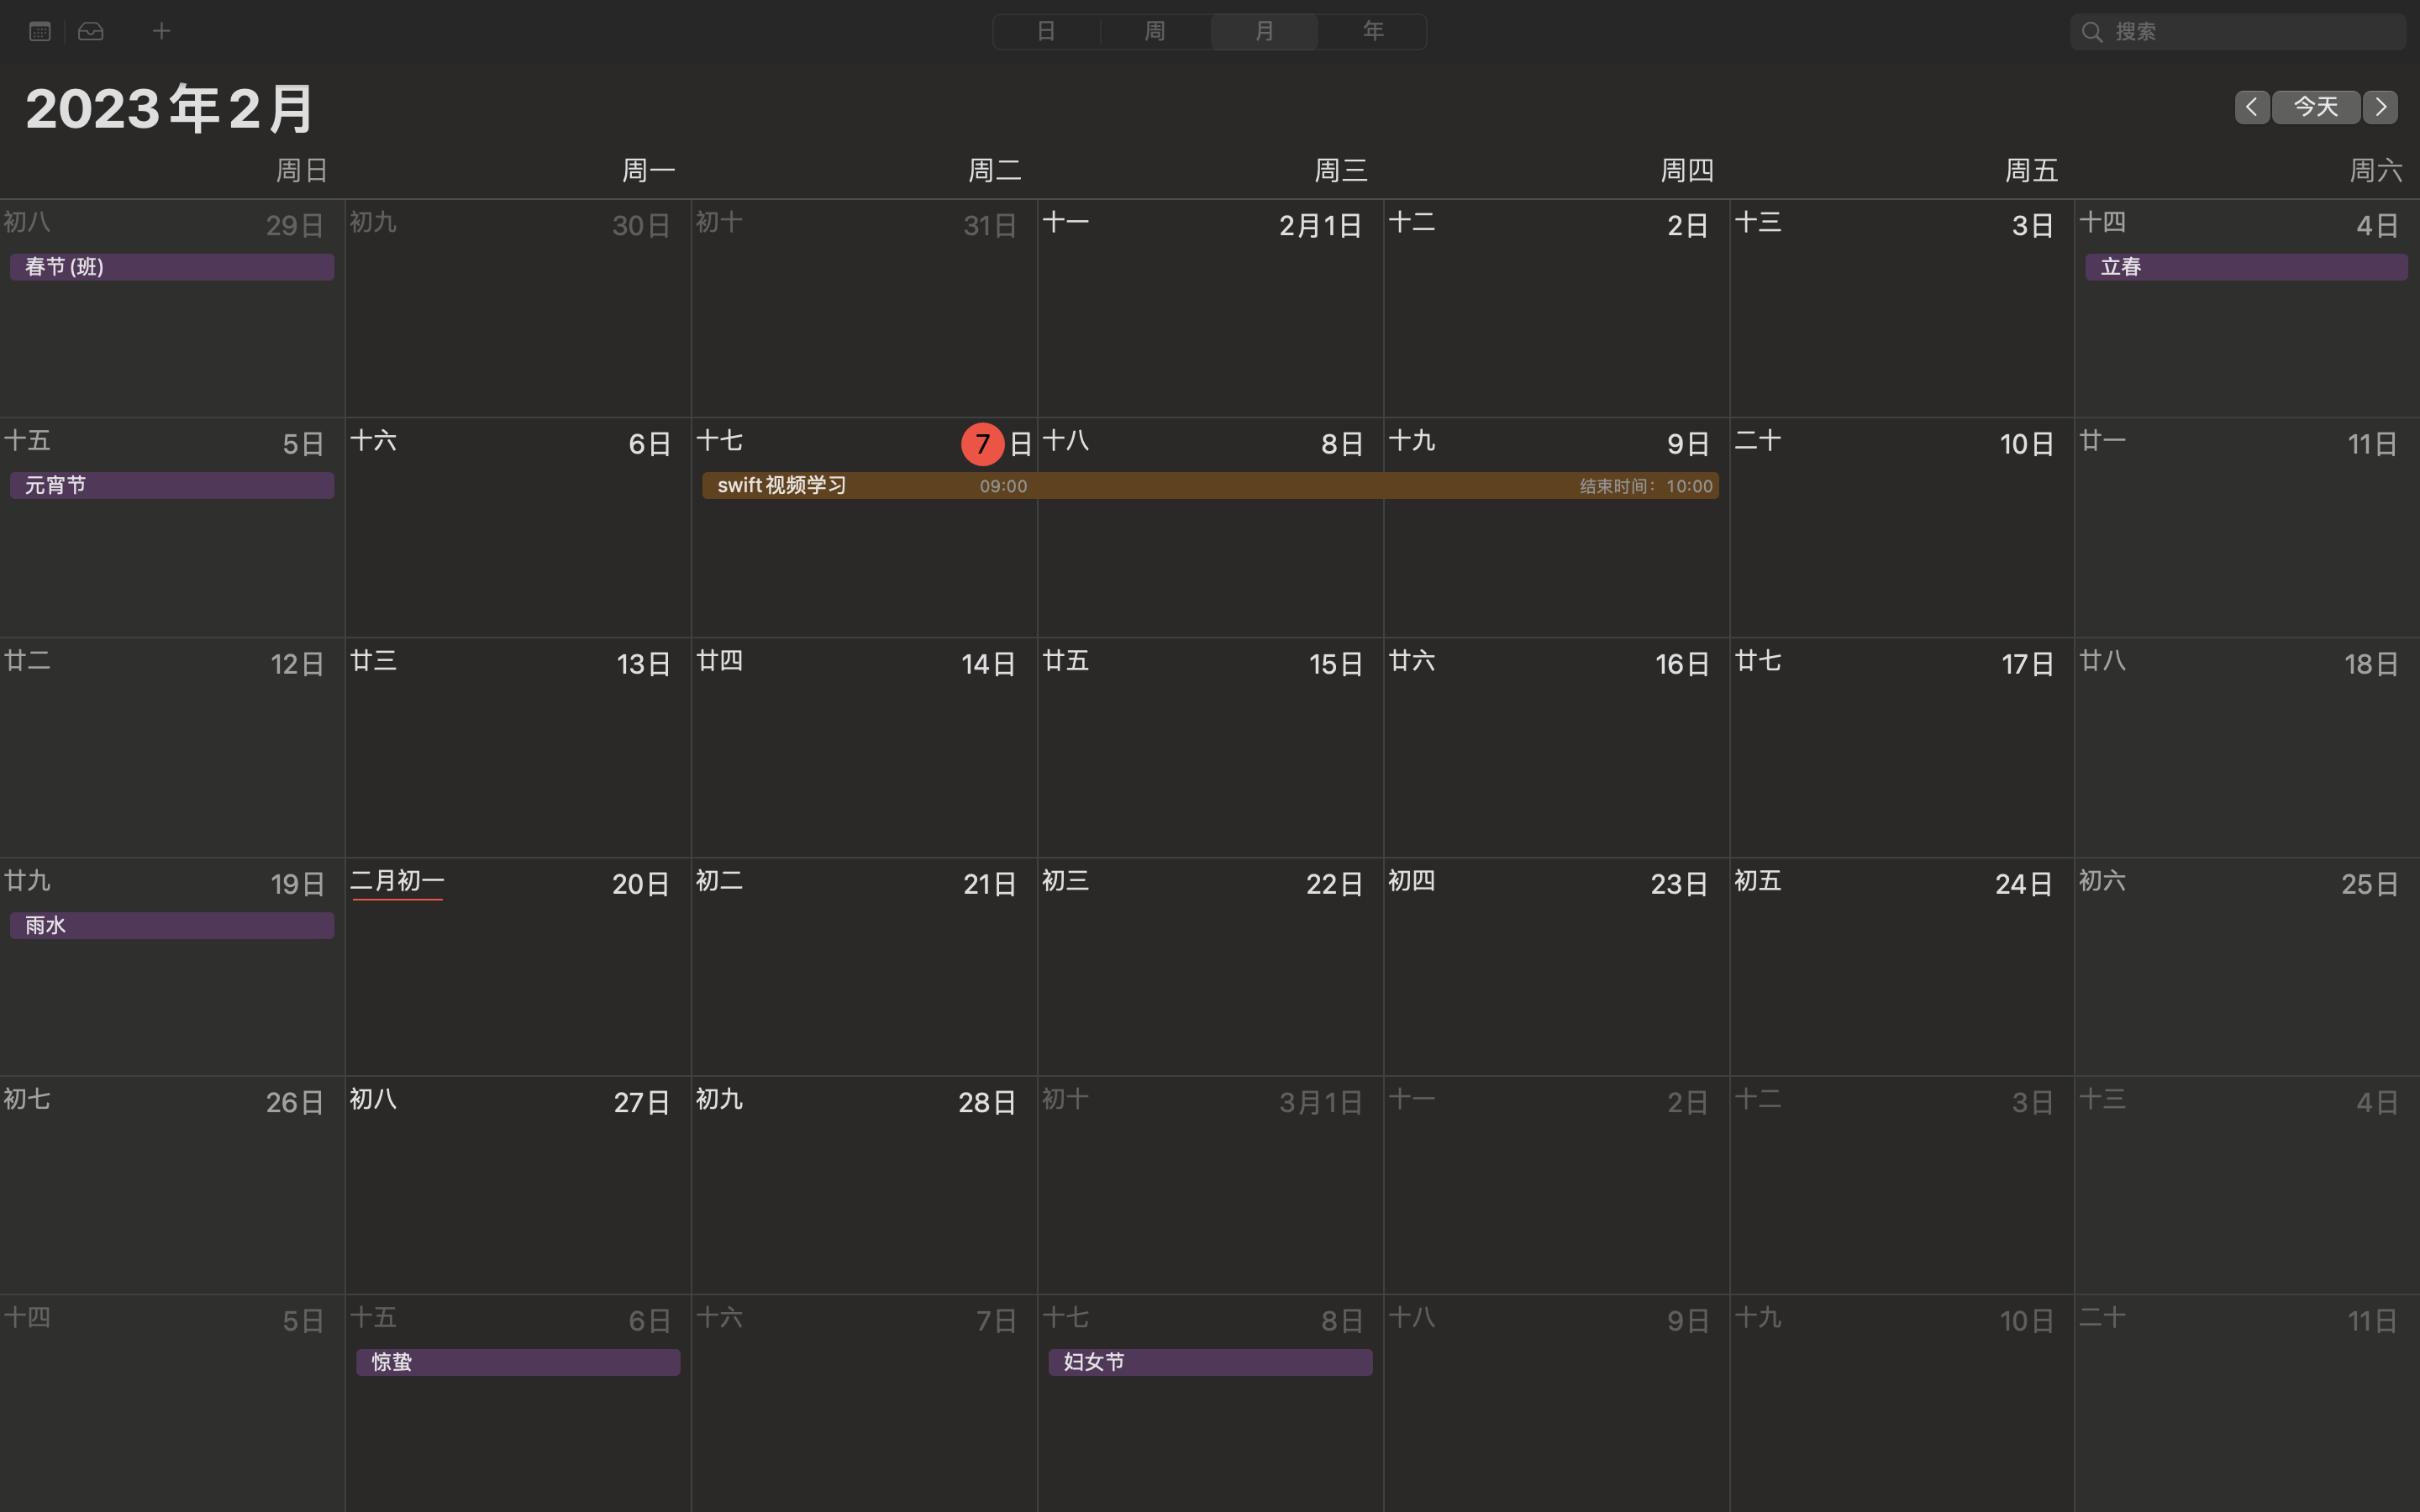 日 周 月 年 搜索
2023年2月 今天
周日 周一 周二 周三 周四 周五 周六
初八 29日 初九 30日 初十 31日 十一 2月1日 十二 2日 十三 3日 十四 4日
春节(班) 立春
十五 5日 十六 6日 十七 7日 十八 8日 十九 9日 二十 10日 廿一 11日
元宵节 swift视频学习 09:00 结束时间：10:00
廿二 12日 廿三 13日 廿四 14日 廿五 15日 廿六 16日 廿七 17日 廿八 18日
廿九 19日 二月初一 20日 初二 21日 初三 22日 初四 23日 初五 24日 初六 25日
雨水
初七 26日 初八 27日 初九 28日 初十 3月1日 十一 2日 十二 3日 十三 4日
十四 5日 十五 6日 十六 7日 十七 8日 十八 9日 十九 10日 二十 11日
惊蛰 妇女节